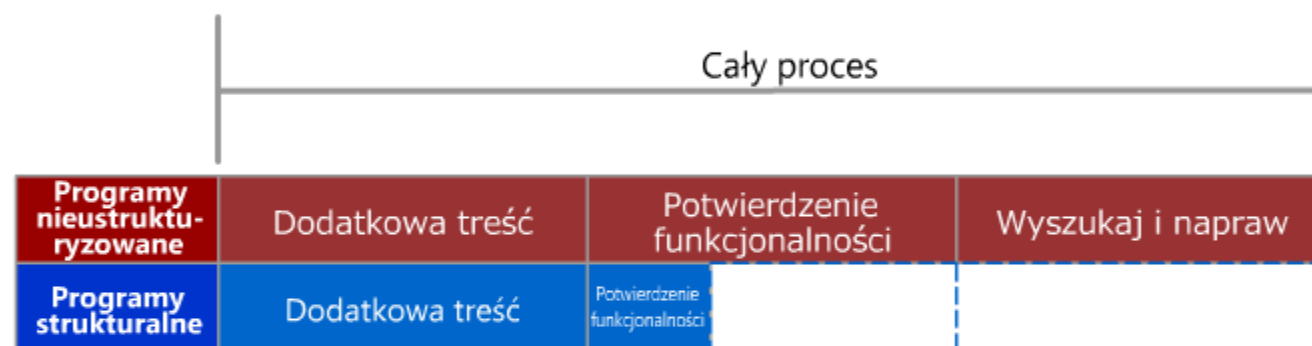 Cały proces
Programy
nieustruktu-
ryzowane
Dodatkowa treść
Potwierdzenie
funkcjonalności
Wyszukaj i napraw
Programy
strukturalne
Dodatkowa treść
Potwierdzenie
funkcjonalności